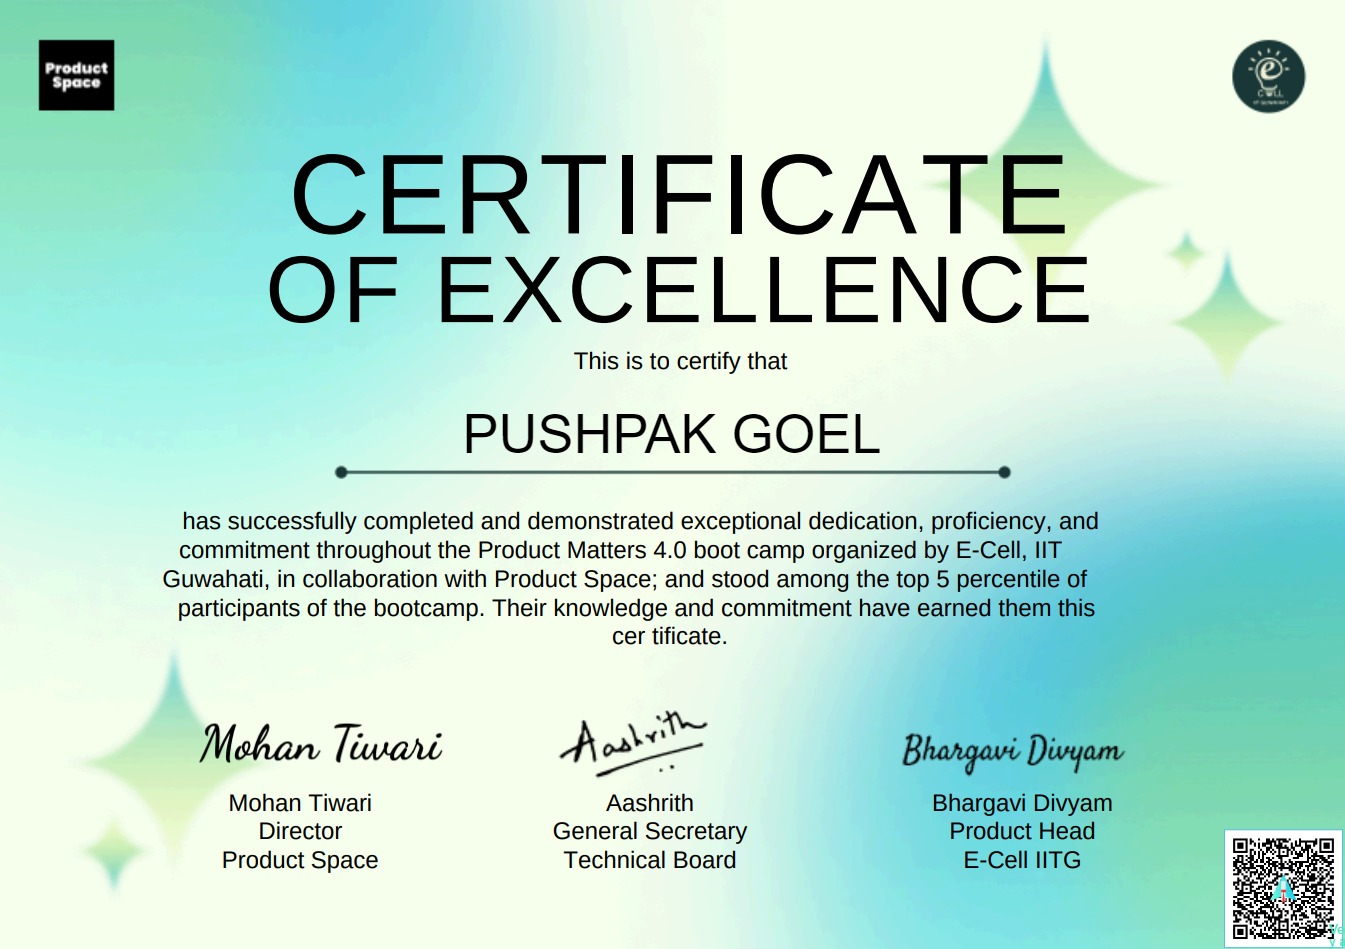 Product
Space
e
CERTIFICATE
OF EXCELLENCE
This is to certify that
PUSHPAK GOEL
has successfully completed and demonstrated exceptional dedication, proficiency, and
commitment throughout the Product Matters 4.0 boot camp organized by E-Cell, IIT
Guwahati, in collaboration with Product Space; and stood among the top 5 percentile of
participants of the bootcamp. Their knowledge and commitment have earned them this
cer tificate.
Mohan Tiwari
Aashrith
Bhargavi Divyam
Mohan Tiwari
Director
Product Space
Aashrith
General Secretary
Technical Board
Bhargavi Divyam
Product Head
E-Cell IITG